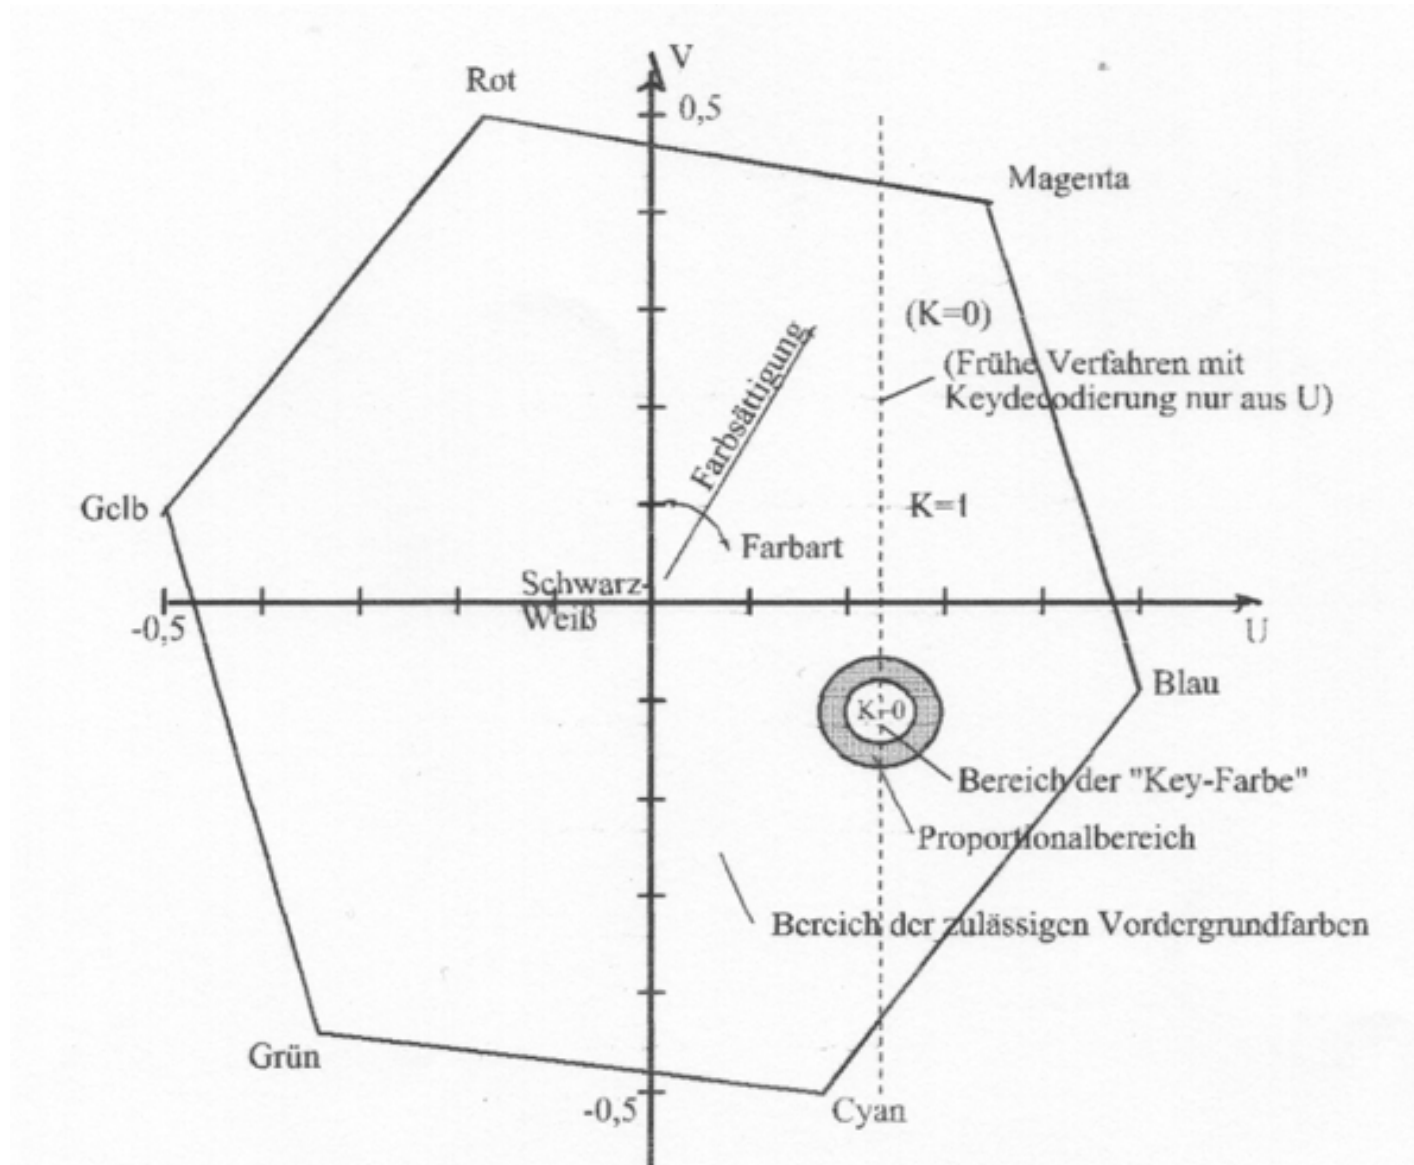 V
Rot
0,5
Magenta
(K=0)
(Frühe Verfahren mit
Keydecodierung nur aus U)
Farbsättigung
Gelb
K=1
Farbart
Schwarz-
Weiß
-0,5
U
Blau
K=0
Bereich der "Key-Farbe"
Proportionalbereich
Bereich der zulässigen Vordergrundfarben
Grün
-0,5
Cyan